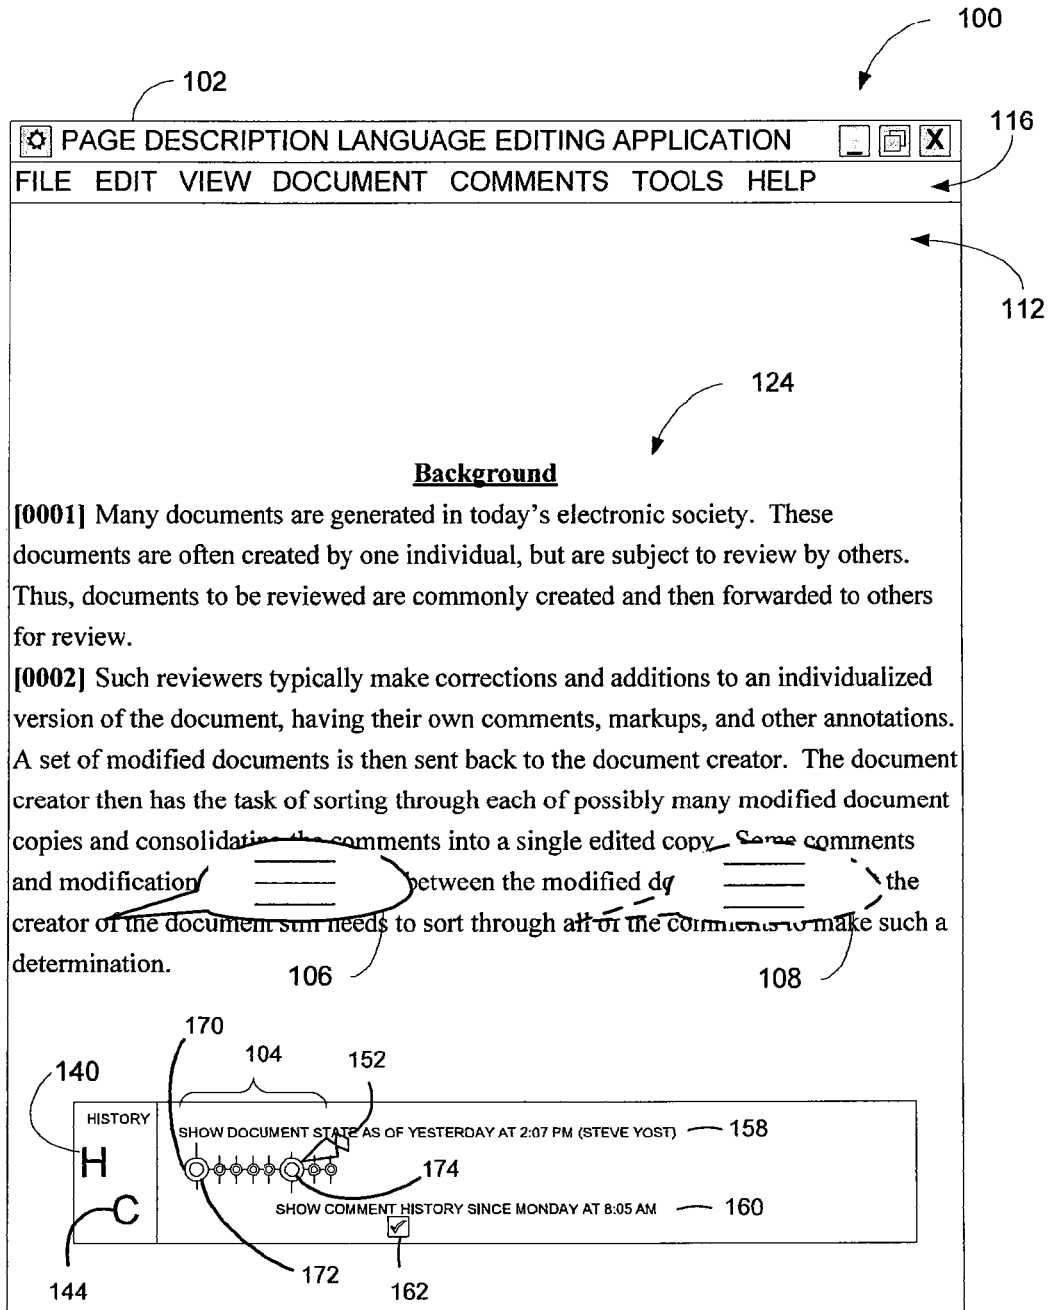 100
102
116
PAGE DESCRIPTION LANGUAGE EDITING APPLICATION
FILE EDIT VIEW DOCUMENT COMMENTS TOOLS HELP
112
124
Background
[0001] Many documents are generated in today's electronic society. These
documents are often created by one individual, but are subject to review by others.
Thus, documents to be reviewed are commonly created and then forwarded to others
for review.
[0002] Such reviewers typically make corrections and additions to an individualized
version of the document, having their own comments, markups, and other annotations.
A set of modified documents is then sent back to the document creator. The document
creator then has the task of sorting through each of possibly many modified document
copies and consolidating the comments into a single edited copy. Some comments
and modification between the modified the
creator of the document still needs to sort through all of the comments to make such a
determination.
106
108
170
104
152
140
HISTORY
SHOW DOCUMENT STATE AS OF YESTERDAY AT 2:07 PM (STEVE YOST)
158
H
174
C
SHOW COMMENT HISTORY SINCE MONDAY AT 8:05 AM
160
144
172
162